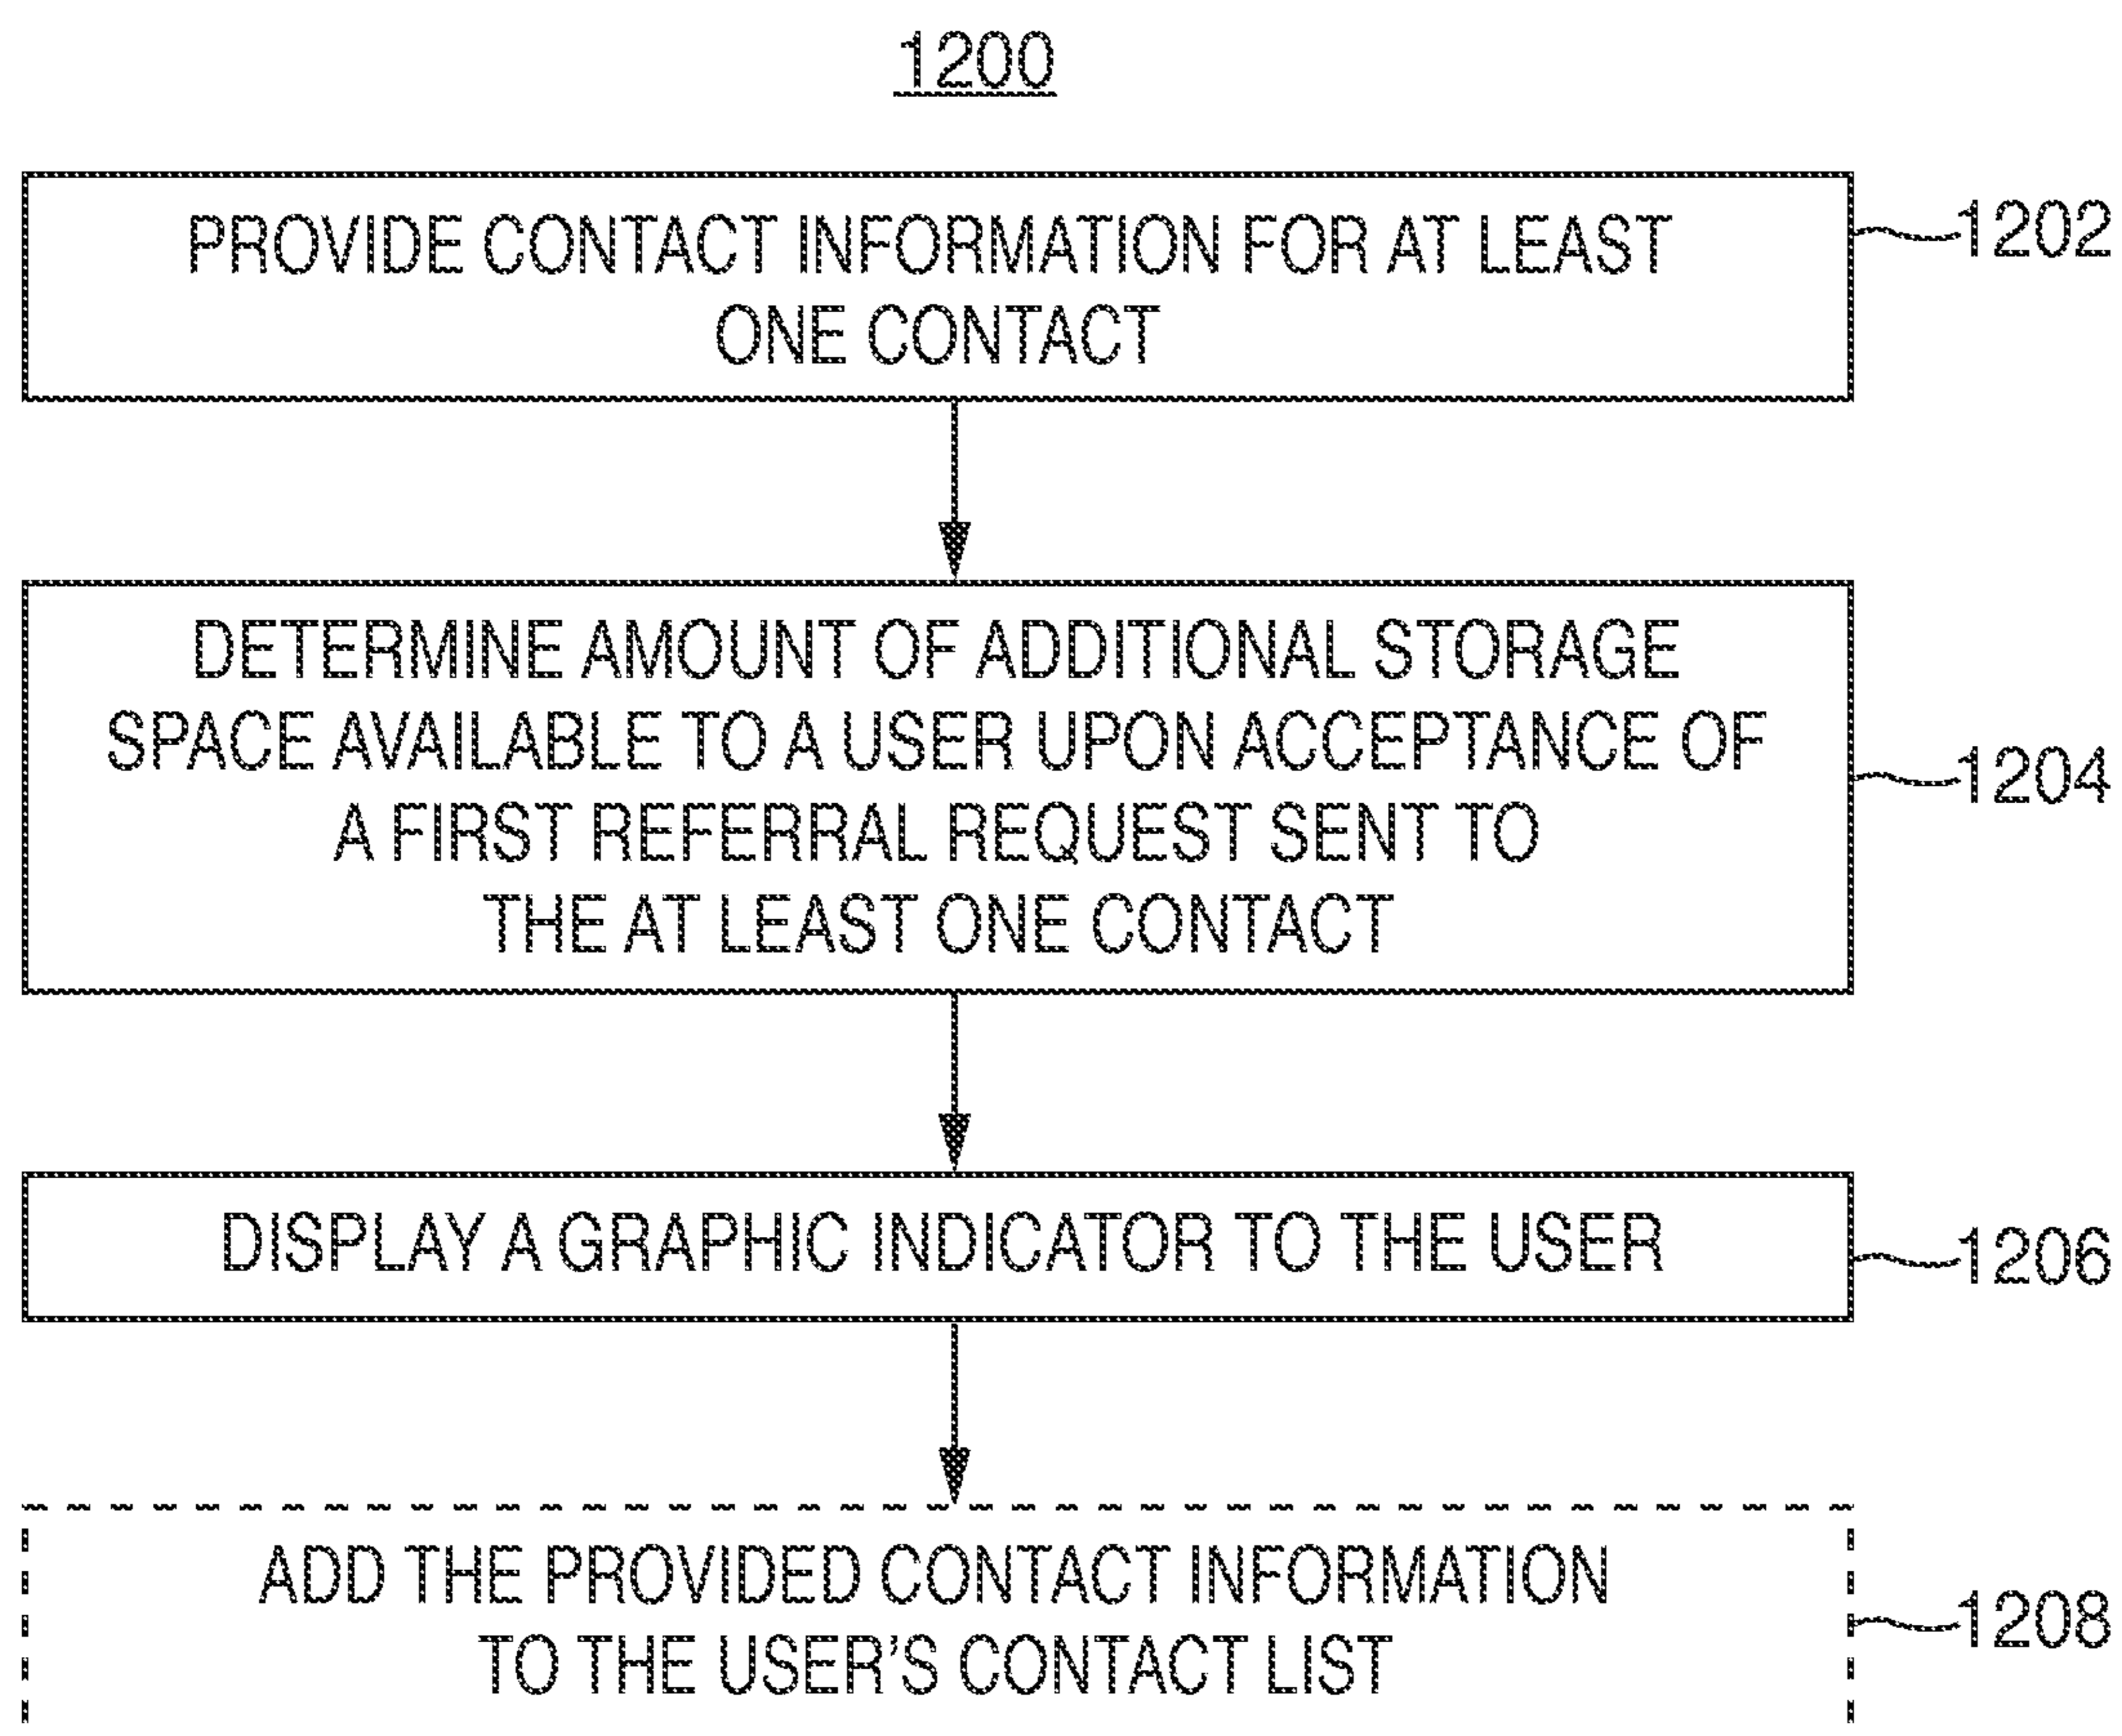 1200
PROVIDE CONTACT INFORMATION FOR AT LEAST
ONE CONTACT
1202
DETERMINE AMOUNT OF ADDITIONAL STORAGE
SPACE AVAILABLE TO A USER UPON ACCEPTANCE OF
A FIRST REFERRAL REQUEST SENT TO
THE AT LEAST ONE CONTACT
1204
DISPLAY A GRAPHIC INDICATOR TO THE USER
1206
ADD THE PROVIDED CONTACT INFORMATION
TO THE USER'S CONTACT LIST
1208